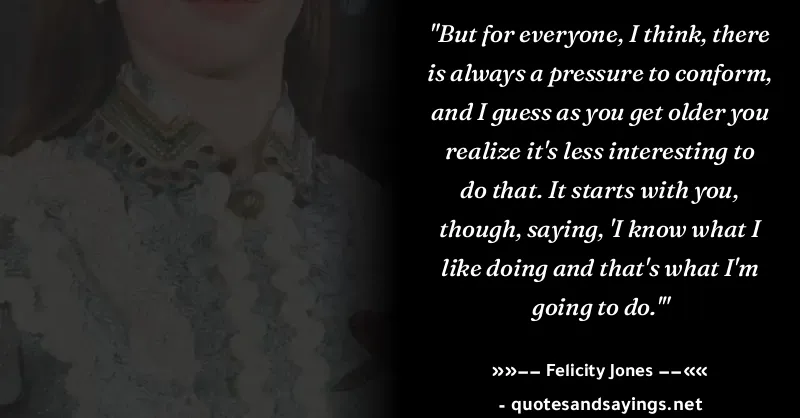 "But for everyone, I think, there
is always a pressure to conform,
and I guess as you get older you
realize it's less interesting to
do that. It starts with you,
though, saying, 'I know what I
like doing and that's what I'm
going to do.'"
»»−− Felicity Jones −−««
- quotesandsayings.net